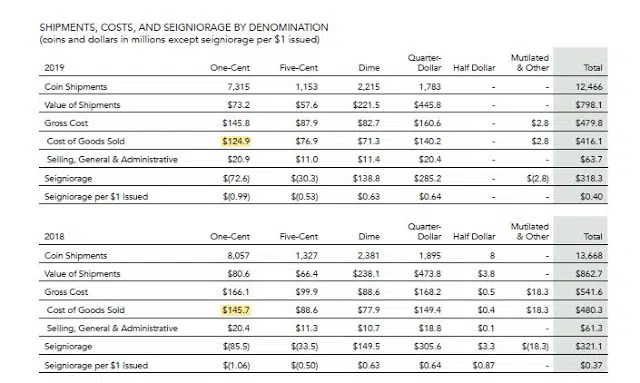 SHIPMENTS, COSTS, AND SEIGNIORAGE BY DENOMINATION
(coins and dollars in millions except seigniorage per $1 issued)
2019 One-Cent Five-Cent Dime Quarter-Dollar Half Dollar Mutilated & Other Total
Coin Shipments 7,315 1,153 2,215 1,783 - - 12,466
Value of Shipments $73.2 $57.6 $221.5 $445.8 - - $798.1
Gross Cost $145.8 $87.9 $82.7 $160.6 - $2.8 $479.8
Cost of Goods Sold $124.9 $76.9 $71.3 $140.2 - $2.8 $416.1
Selling, General & Administrative $20.9 $11.0 $11.4 $20.4 - - $63.7
Seigniorage $(72.6) $(30.3) $138.8 $285.2 - $(2.8) $318.3
Seigniorage per $1 Issued $(0.99) $(0.53) $0.63 $0.64 - - $0.40
2018 One-Cent Five-Cent Dime Quarter-Dollar Half Dollar Mutilated & Other Total
Coin Shipments 8,057 1,327 2,381 1,895 8 - 13,668
Value of Shipments $80.6 $66.4 $238.1 $473.8 $3.8 - $862.7
Gross Cost $166.1 $99.9 $88.6 $168.2 $0.5 $18.3 $541.6
Cost of Goods Sold $145.7 $88.6 $77.9 $149.4 $0.4 $18.3 $480.3
Selling, General & Administrative $20.4 $11.3 $10.7 $18.8 $0.1 - $61.3
Seigniorage $(85.5) $(33.5) $149.5 $305.6 $3.3 $(18.3) $321.1
Seigniorage per $1 Issued $(1.06) $(0.50) $0.63 $0.64 $0.87 - $0.37